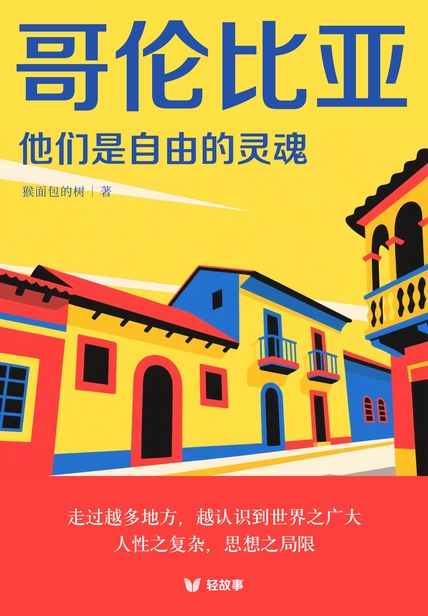 哥伦比亚
他们是自由的灵魂
猴面包的树｜著
走过越多地方，越认识到世界之广大
人性之复杂，思想之局限
轻故事